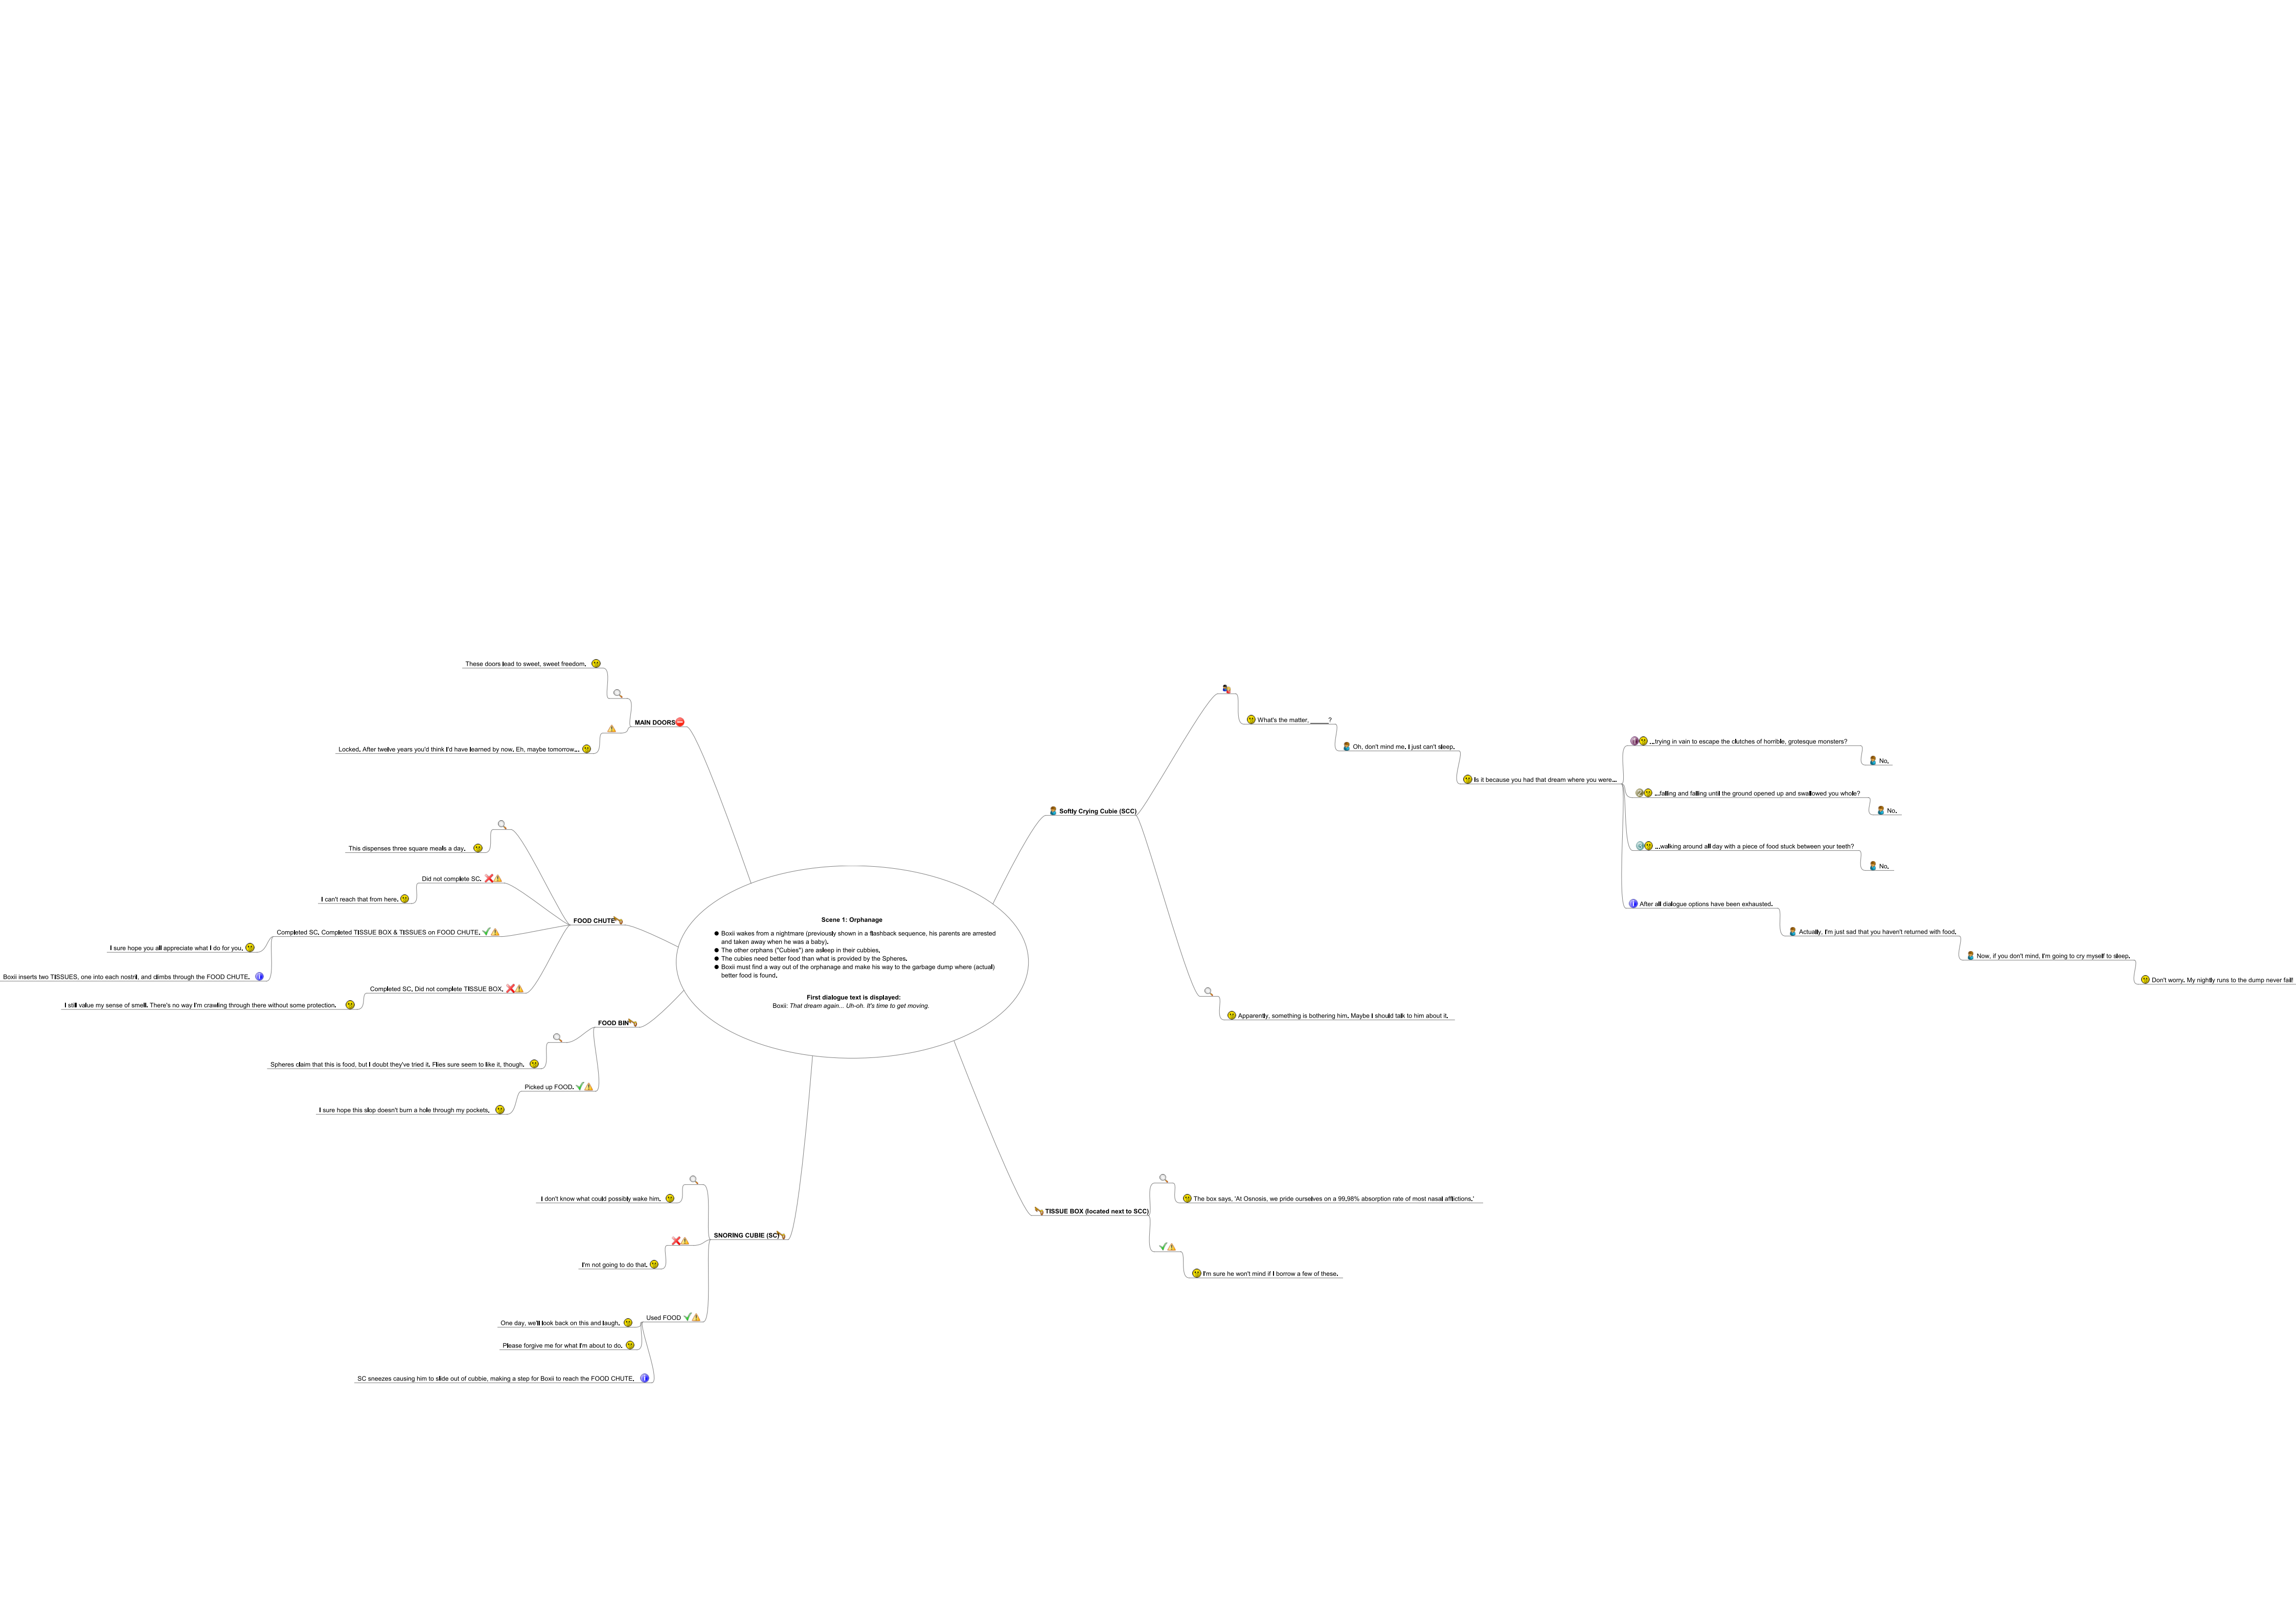 Scene 1: Orphanage
● Boxii wakes from a nightmare (previously shown in a flashback sequence, his parents are arrested
and taken away when he was a baby).
● The other orphans ("Cubies") are asleep in their cubbies.
● The cubies need better food than what is provided by the Spheres.
● Boxii must find a way out of the orphanage and make his way to the garbage dump where (actual)
better food is found.
First dialogue text is displayed:
Boxii: That dream again... Uh-oh. It's time to get moving.
MAIN DOORS
These doors lead to sweet, sweet freedom.
Locked. After twelve years you'd think I'd have learned by now. Eh, maybe tomorrow...
FOOD CHUTE
This dispenses three square meals a day.
Did not complete SC.
I can't reach that from here.
Completed SC, Completed TISSUE BOX & TISSUES on FOOD CHUTE.
I sure hope you all appreciate what I do for you.
Boxii inserts two TISSUES, one into each nostril, and climbs through the FOOD CHUTE.
Completed SC, Did not complete TISSUE BOX.
I still value my sense of smell. There's no way I'm crawling through there without some protection.
FOOD BIN
Spheres claim that this is food, but I doubt they've tried it. Flies sure seem to like it, though.
Picked up FOOD.
I sure hope this slop doesn't burn a hole through my pockets.
SNORING CUBIE (SC)
I don't know what could possibly wake him.
I'm not going to do that.
Used FOOD
One day, we'll look back on this and laugh.
Please forgive me for what I'm about to do.
SC sneezes causing him to slide out of cubbie, making a step for Boxii to reach the FOOD CHUTE.
Softly Crying Cubie (SCC)
What's the matter, ______?
Oh, don't mind me. I just can't sleep.
Is it because you had that dream where you were...
...trying in vain to escape the clutches of horrible, grotesque monsters?
No.
...falling and falling until the ground opened up and swallowed you whole?
No.
...walking around all day with a piece of food stuck between your teeth?
No.
After all dialogue options have been exhausted.
Actually, I'm just sad that you haven't returned with food.
Now, if you don't mind, I'm going to cry myself to sleep.
Don't worry. My nightly runs to the dump never fail!
Apparently, something is bothering him. Maybe I should talk to him about it.
TISSUE BOX (located next to SCC)
The box says, 'At Osnosis, we pride ourselves on a 99.98% absorption rate of most nasal afflictions.'
I'm sure he won't mind if I borrow a few of these.